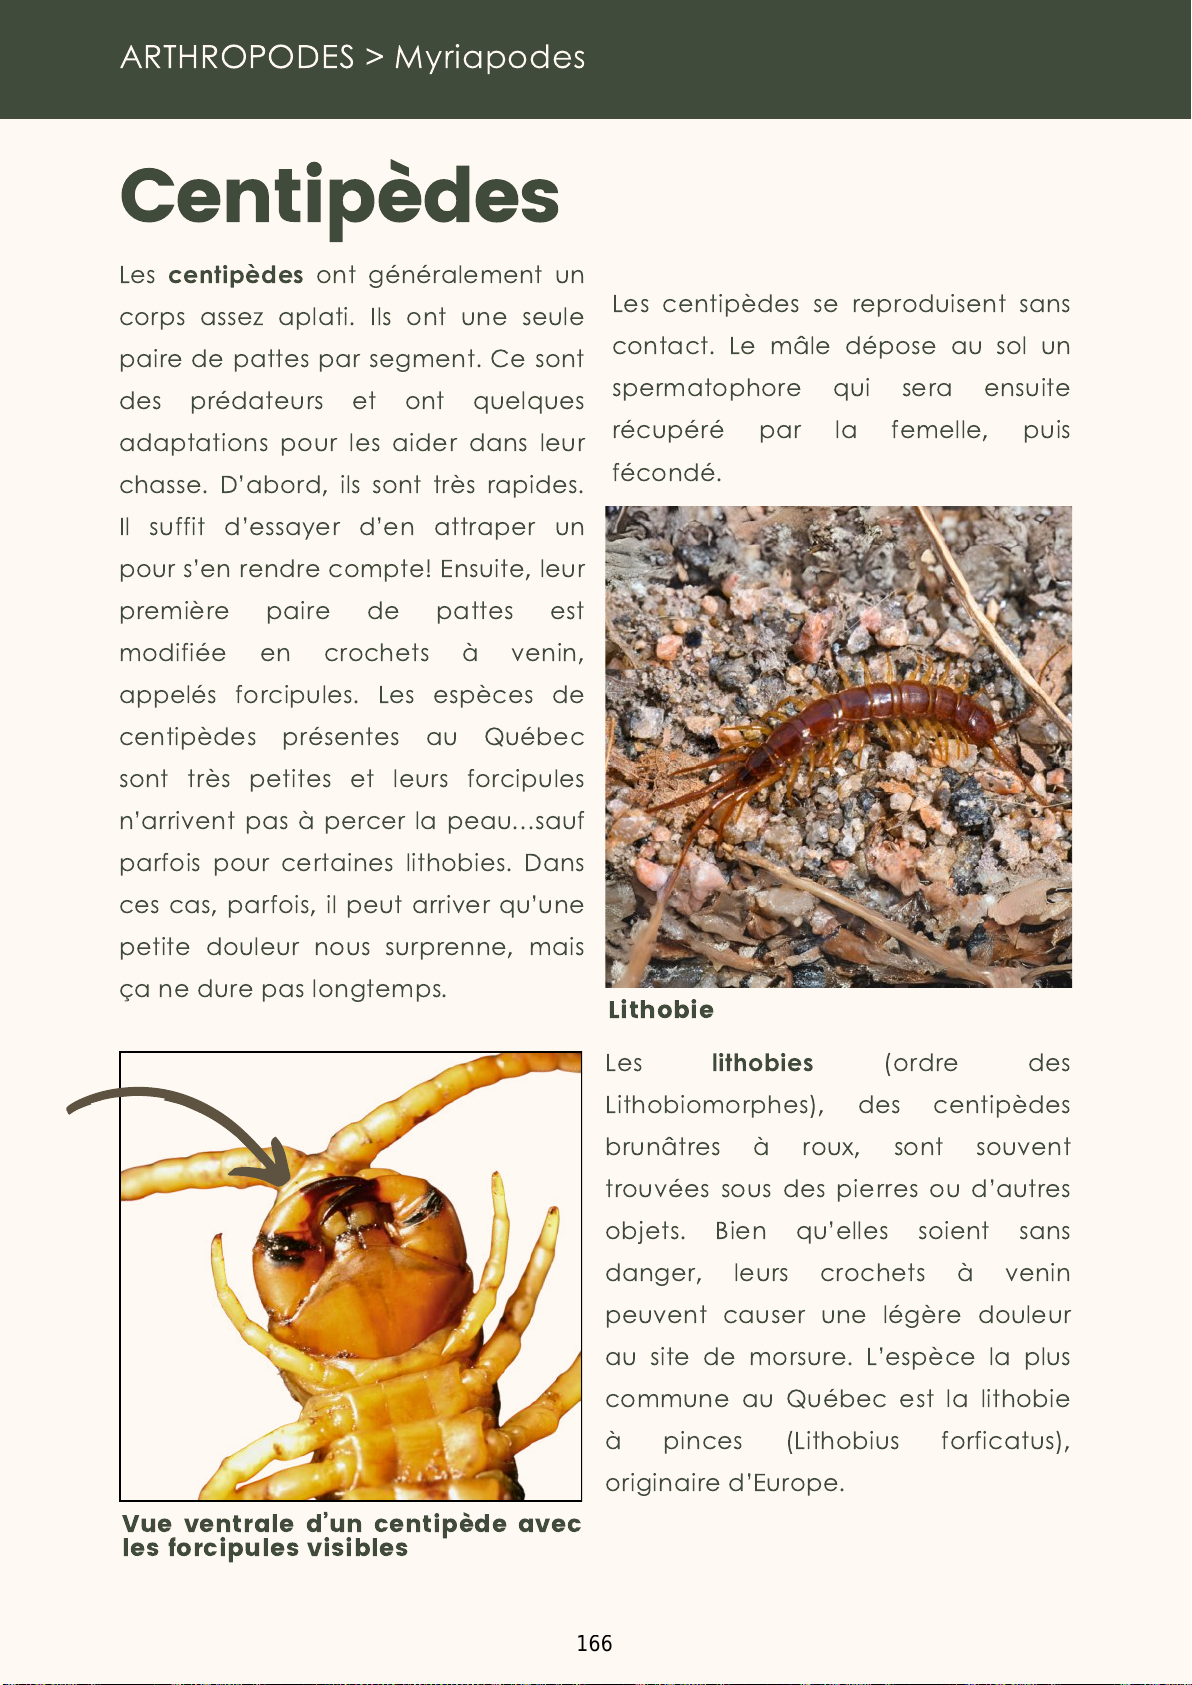 ARTHROPODES > Myriapodes
Centipèdes
Les centipèdes ont généralement un
corps assez aplati. Ils ont une seule
paire de pattes par segment. Ce sont
des prédateurs et ont quelques
adaptations pour les aider dans leur
chasse. D'abord, ils sont très rapides.
Il suffit d'essayer d'en attraper un
pour s'en rendre compte! Ensuite, leur
première paire de pattes est
modifiée en crochets à venin,
appelés forcipules. Les espèces de
centipèdes présentes au Québec
sont très petites et leurs forcipules
n'arrivent pas à percer la peau...sauf
parfois pour certaines lithobies. Dans
ces cas, parfois, il peut arriver qu'une
petite douleur nous surprenne, mais
ça ne dure pas longtemps.
Vue ventrale d'un centipède avec
les forcipules visibles
Les centipèdes se reproduisent sans
contact. Le mâle dépose au sol un
spermatophore qui sera ensuite
récupéré par la femelle, puis
fécondé.
Lithobie
Les lithobies (ordre des
Lithobiomorphes), des centipèdes
brunâtres à roux, sont souvent
trouvées sous des pierres ou d'autres
objets. Bien qu'elles soient sans
danger, leurs crochets à venin
peuvent causer une légère douleur
au site de morsure. L'espèce la plus
commune au Québec est la lithobie
à pinces (Lithobius forficatus),
originaire d'Europe.
166